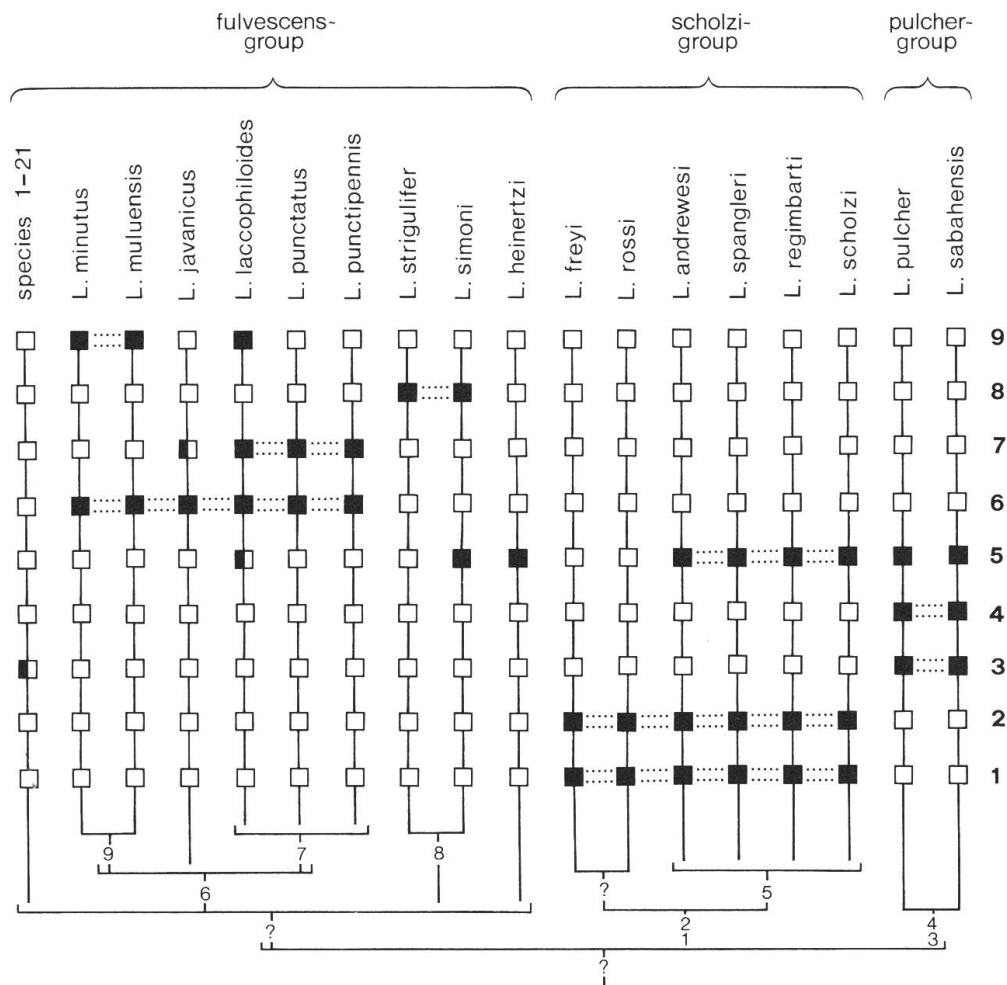 fulvescens-
group
scholzi-
group
pulcher-
group
species 1-21
L. minutus
L. muluensis
L. javanicus
L. laccophiloides
L. punctatus
L. punctipennis
L. strigulifer
L. simoni
L. heinertzi
L. freyi
L. rossi
L. andrewesi
L. spangleri
L. regimbarti
L. scholzi
L. pulcher
L. sabahensis
9
8
7
6
5
4
3
2
1
9
7
8
6
?
5
?
2
1
4
3
?